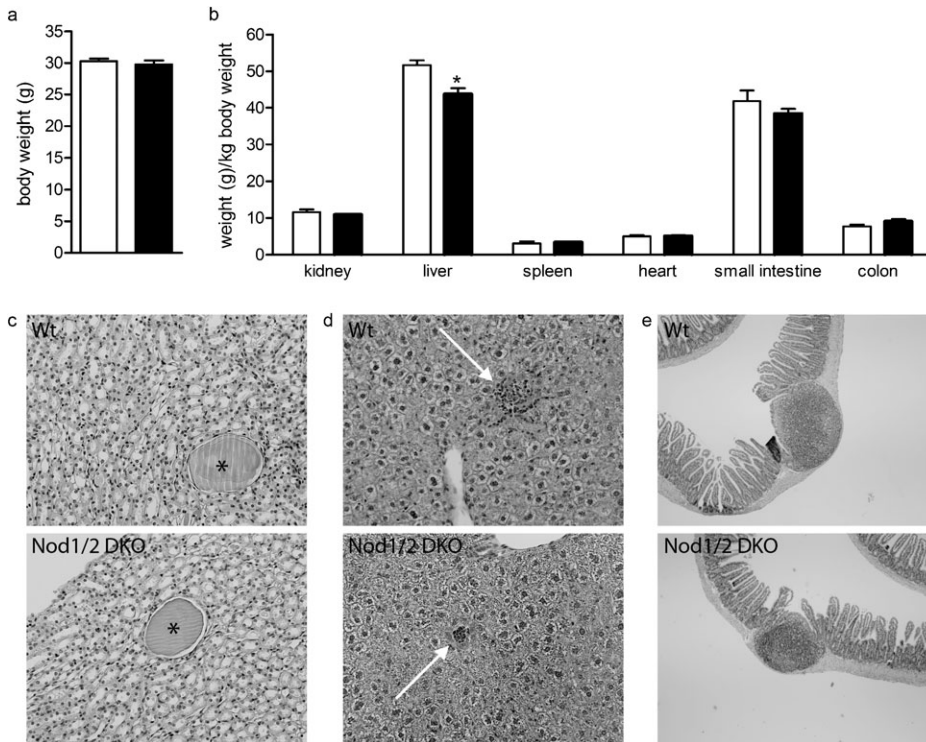 a
body weight (g)
35
30
25
20
15
10
5
0
b
weight (g)/kg body weight
60
50
40
30
20
10
0
*
kidney
liver
spleen
heart
small intestine
colon
c
Wt
*
Nod1/2 DKO
*
d
Wt
Nod1/2 DKO
e
Wt
Nod1/2 DKO